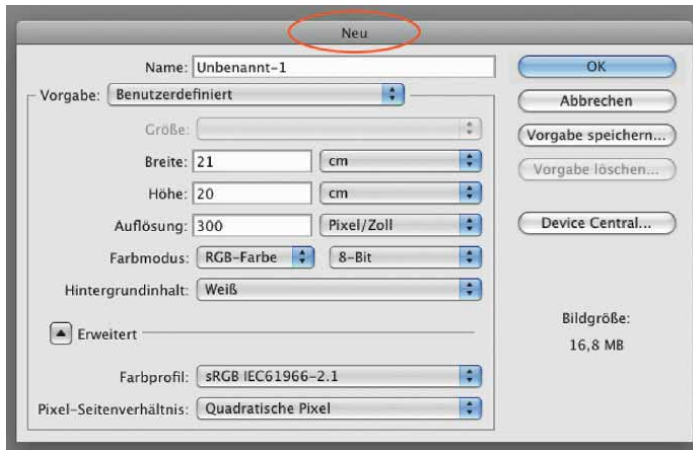 Neu
Name: Unbenannt-1
OK
Vorgabe: Benutzerdefiniert
Abbrechen
Größe:
Vorgabe speichern...
Breite: 21 cm
Vorgabe löschen...
Höhe: 20 cm
Auflösung: 300 Pixel/Zoll
Device Central...
Farbmodus: RGB-Farbe 8-Bit
Hintergrundinhalt: Weiß
Bildgröße:
16,8 MB
Erweitert
Farbprofil: sRGB IEC61966-2.1
Pixel-Seitenverhältnis: Quadratische Pixel